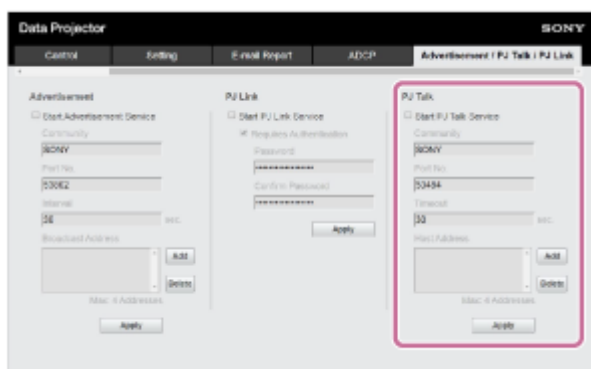 Data Projector
SONY
Control
Setting
E-mail Report
ADCP
Advertisement / PJ Talk / PJ Link
Advertisement
Start Advertisement Service
Community
SONY
Port No.
53862
Interval
30
sec.
Broadcast Address
Add
Delete
Max: 4 Addresses
Apply
PJ Link
Start PJ Link Service
Requires Authentication
Password
Confirm Password
Apply
PJ Talk
Start PJ Talk Service
Community
SONY
Port No.
53484
Timeout
30
sec.
Host Address
Add
Delete
Max: 4 Addresses
Apply